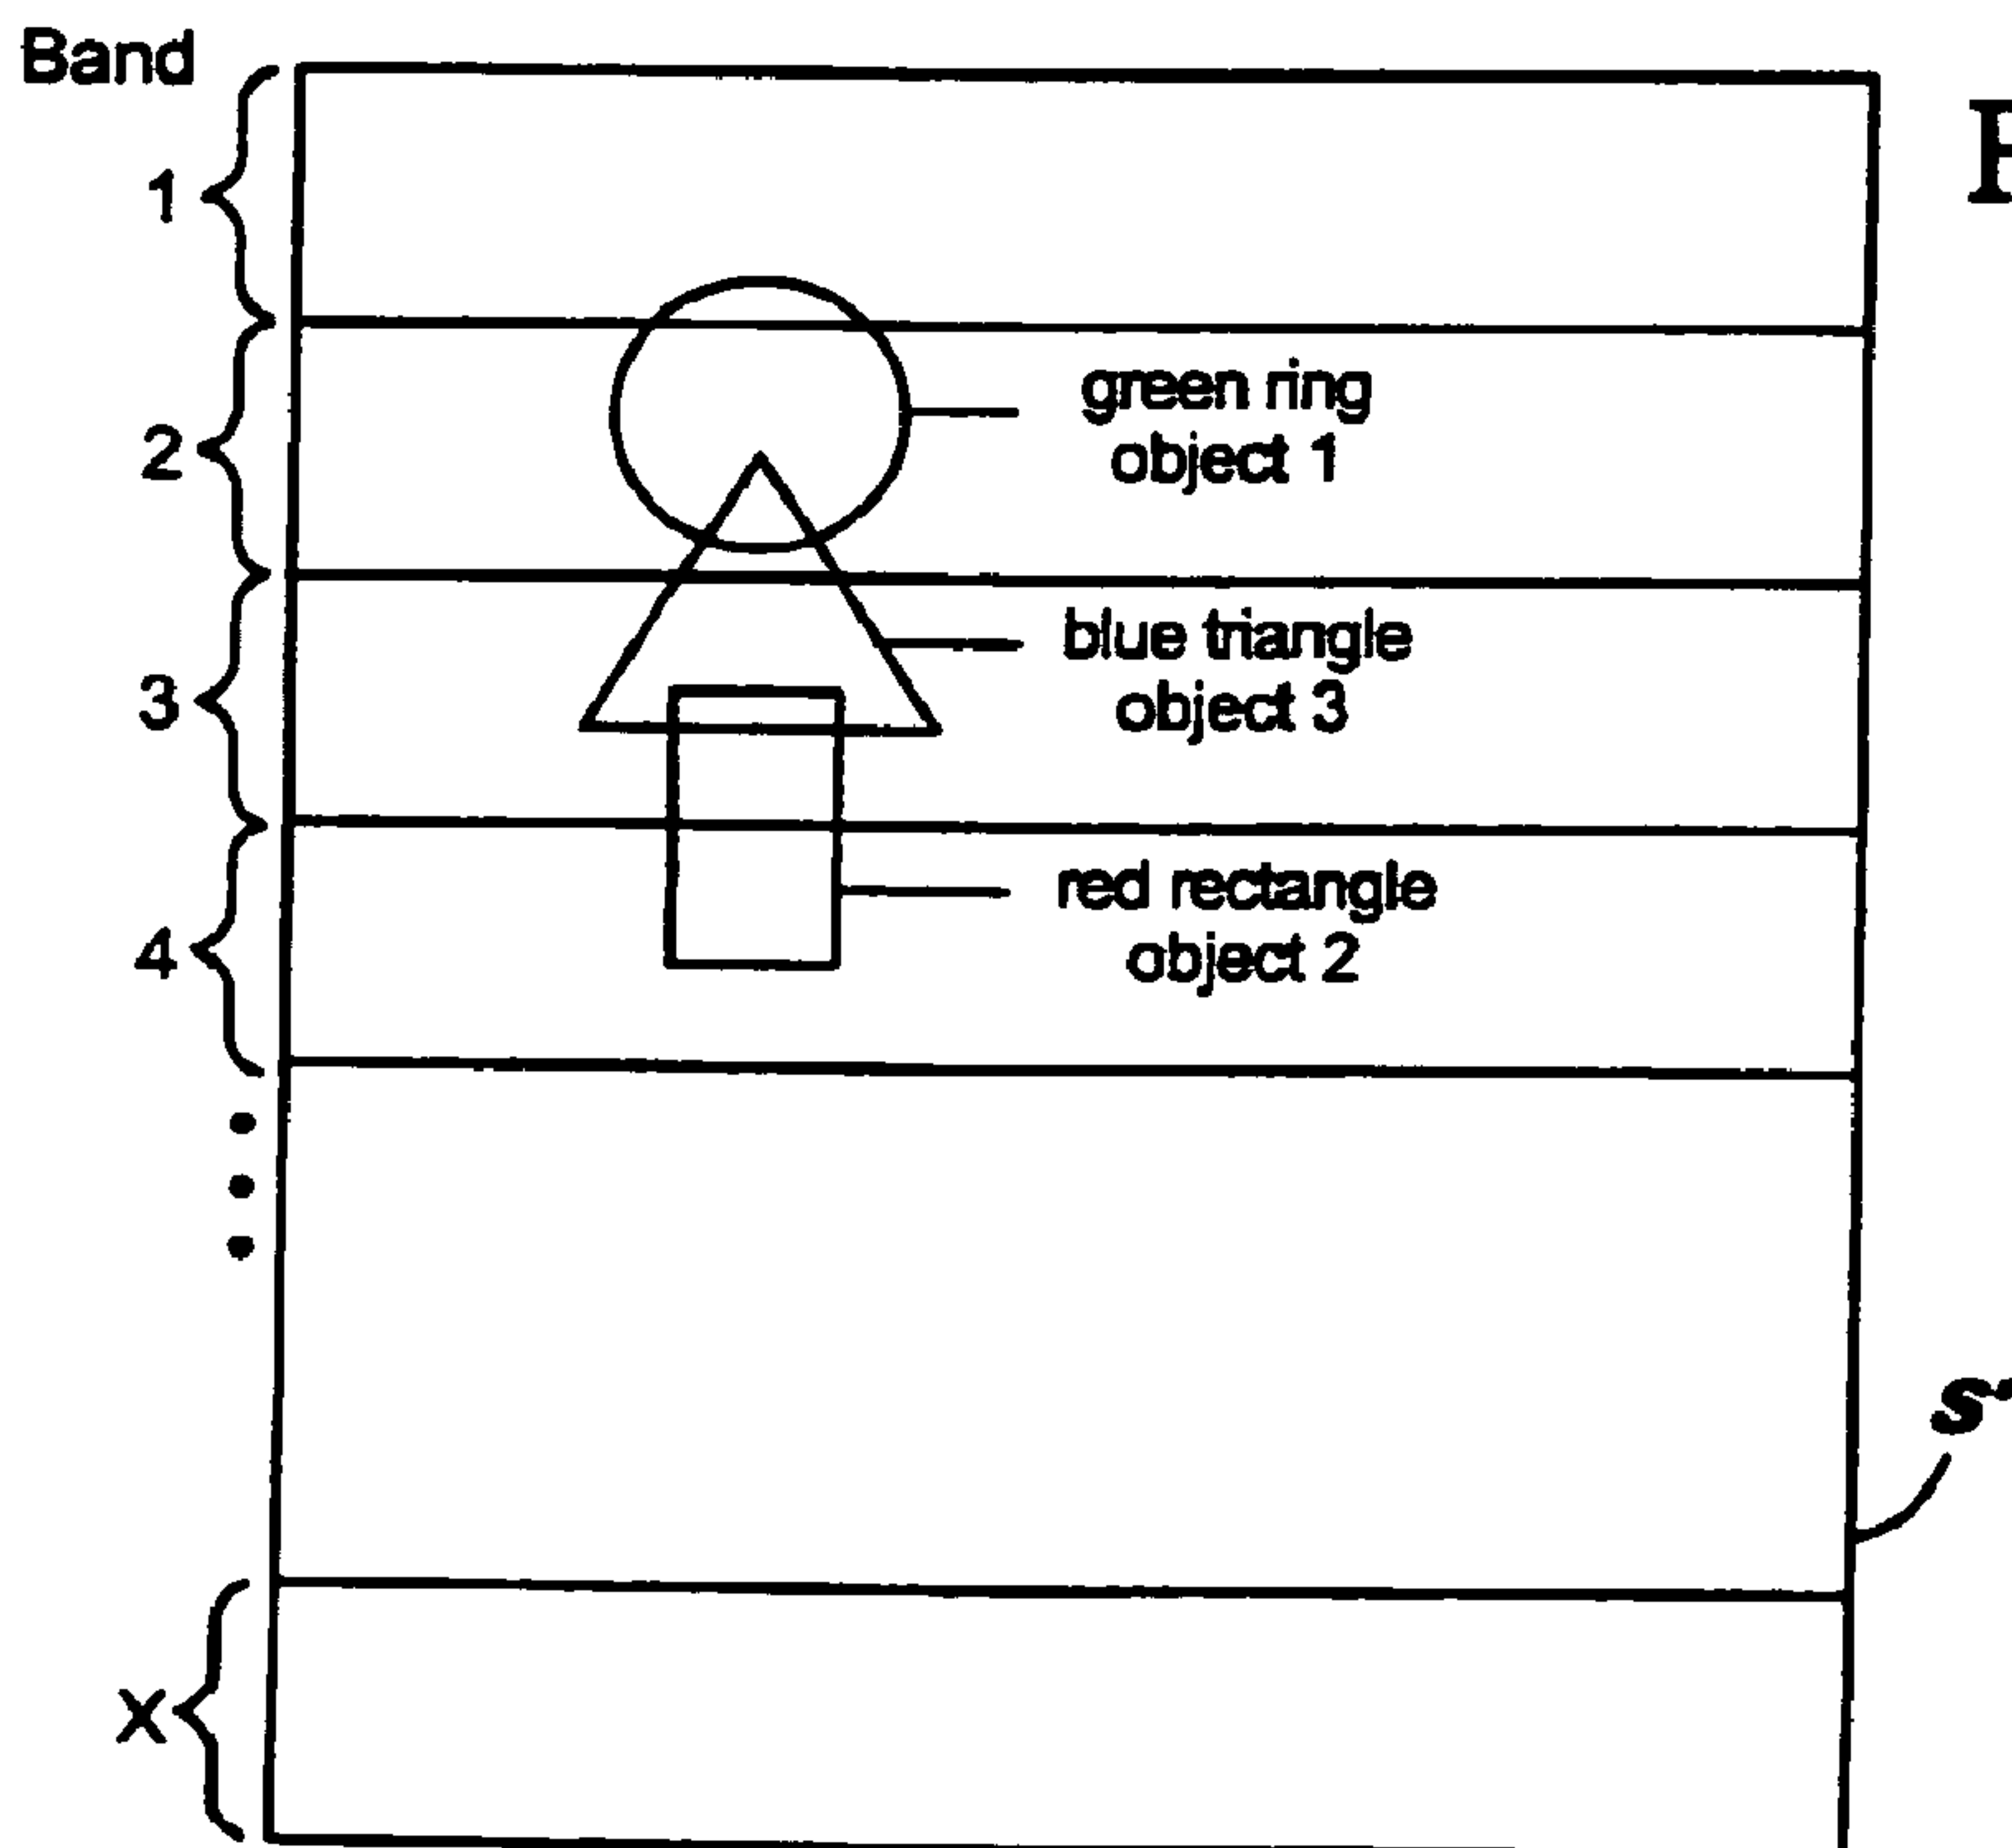 Band
1
2
green ring
object 1
3
blue triangle
object 3
4
red rectangle
object 2
X